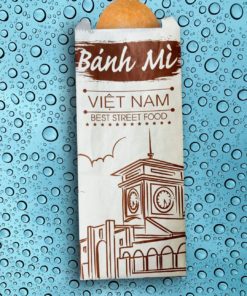 Bánh Mì
VIỆT NAM
BEST STREET FOOD